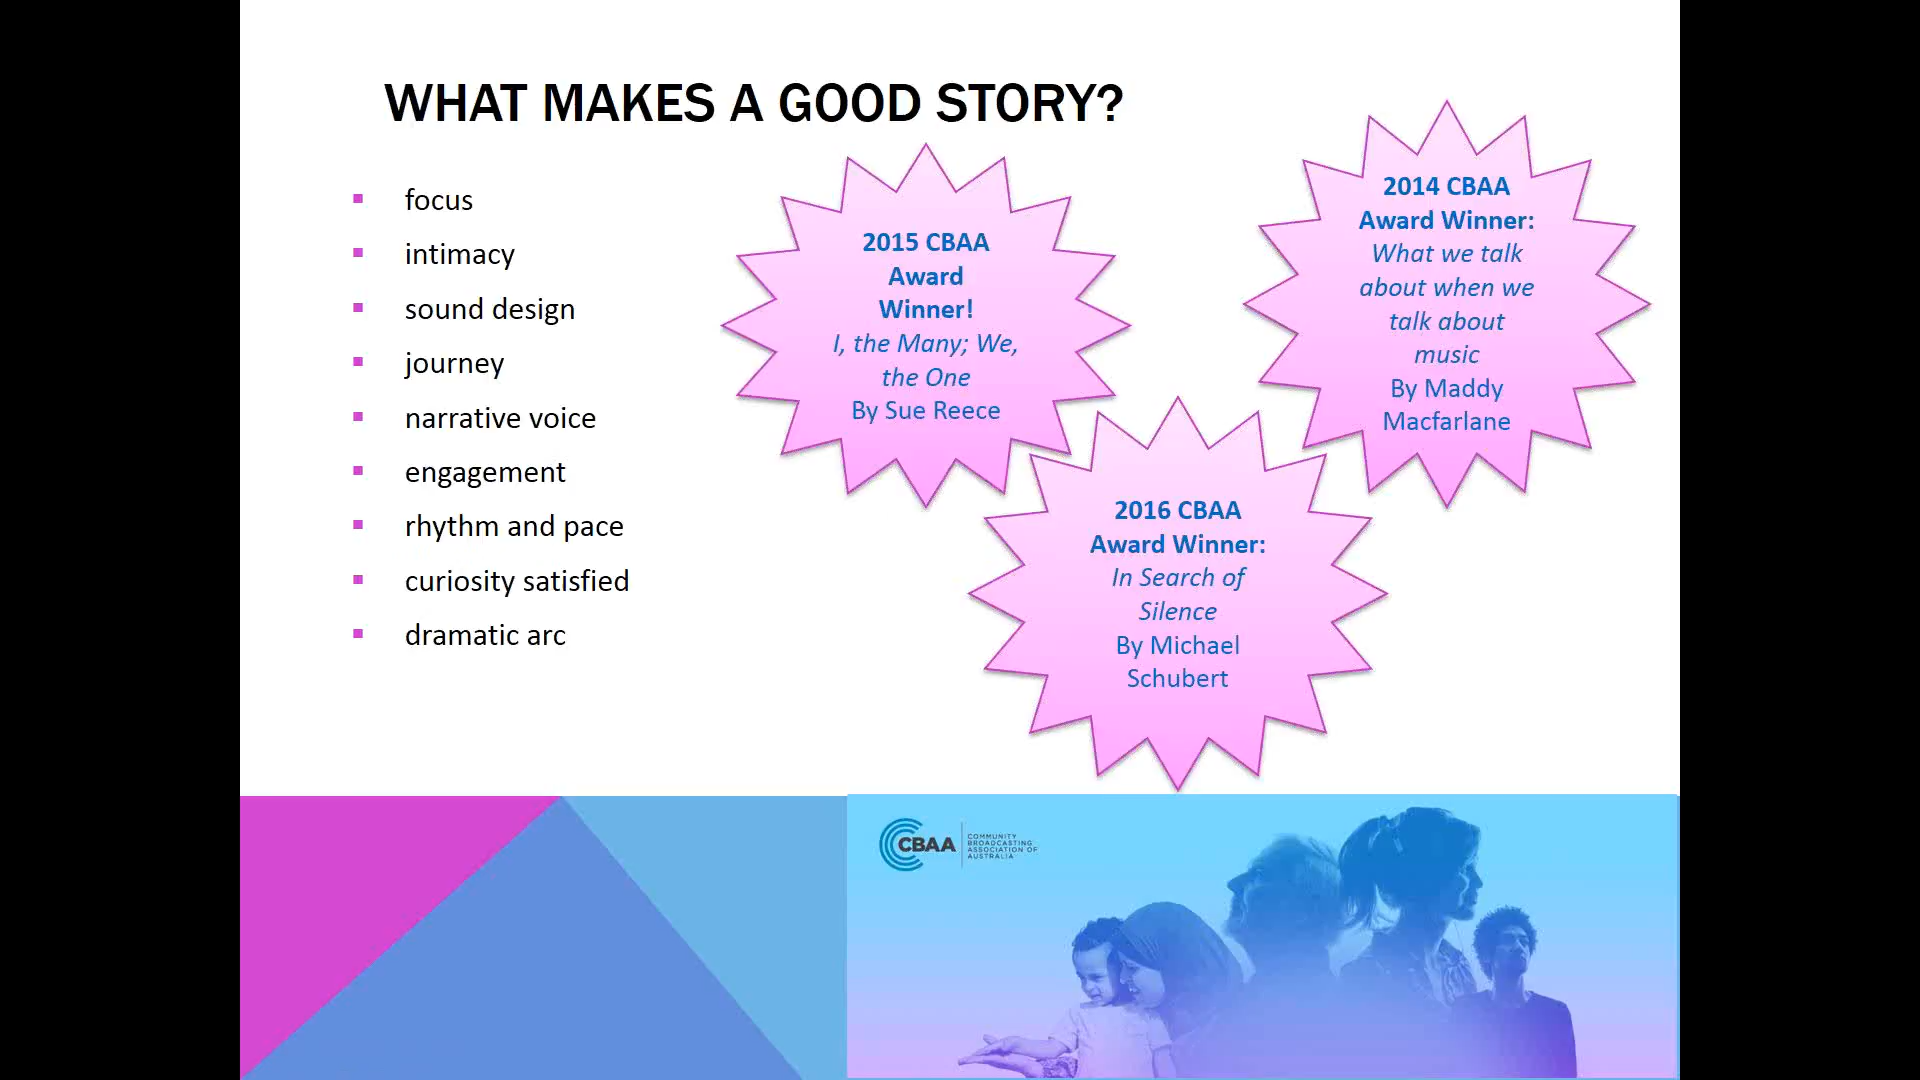 WHAT MAKES A GOOD STORY?
focus
intimacy
sound design
journey
narrative voice
engagement
rhythm and pace
curiosity satisfied
dramatic arc
2015 CBAA
Award
Winner!
I, the Many; We,
the One
By Sue Reece
2014 CBAA
Award Winner:
What we talk
about when we
talk about
music
By Maddy
Macfarlane
2016 CBAA
Award Winner:
In Search of
Silence
By Michael
Schubert
CBAA
COMMUNITY
BROADCASTING
ASSOCIATION OF
AUSTRALIA